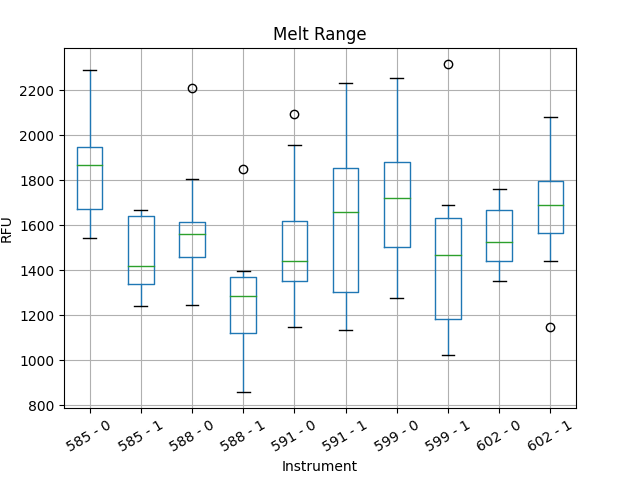 Melt Range
RFU
2200
2000
1800
1600
1400
1200
1000
800
585 - 0
585 - 1
588 - 0
588 - 1
591 - 0
591 - 1
599 - 0
599 - 1
602 - 0
602 - 1
Instrument